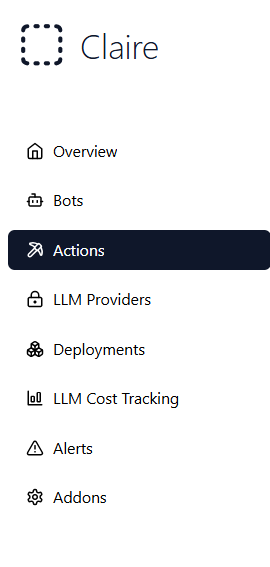 Claire
Overview
Bots
Actions
LLM Providers
Deployments
LLM Cost Tracking
Alerts
Addons